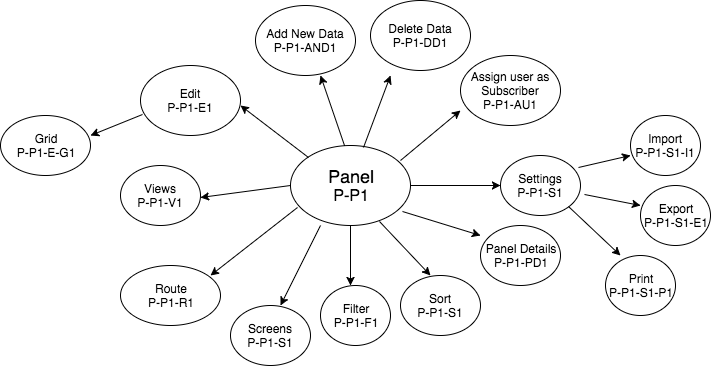 Add New Data
P-P1-AND1
Delete Data
P-P1-DD1
Assign user as
Subscriber
P-P1-AU1
Edit
P-P1-E1
Grid
P-P1-E-G1
Import
P-P1-S1-I1
Panel
P-P1
Settings
P-P1-S1
Views
P-P1-V1
Export
P-P1-S1-E1
Panel Details
P-P1-PD1
Route
P-P1-R1
Print
P-P1-S1-P1
Sort
P-P1-S1
Filter
P-P1-F1
Screens
P-P1-S1